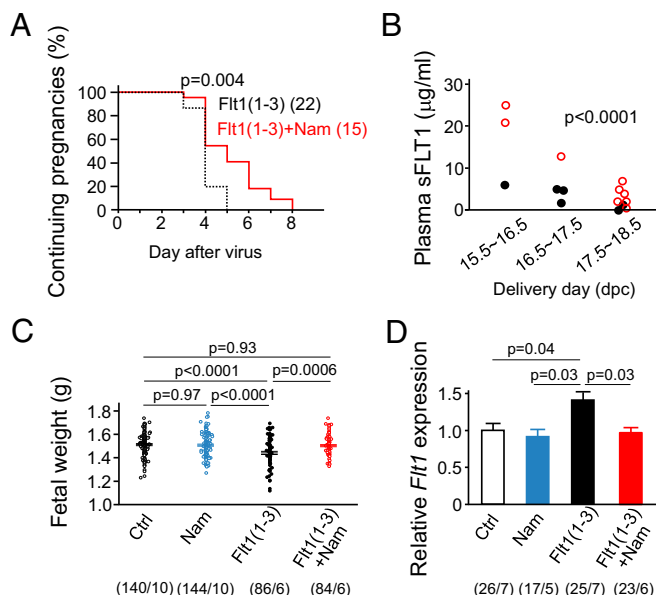 A
Continuing pregnancies (%)
100
80
60
40
20
0
0 2 4 6 8
Day after virus
p=0.004
Flt1(1-3) (22)
Flt1(1-3)+Nam (15)
B
Plasma sFLT1 (µg/ml)
30
20
10
0
p<0.0001
15.5~16.5
16.5~17.5
17.5~18.5
Delivery day (dpc)
C
Fetal weight (g)
p=0.93
p<0.0001 p=0.0006
p=0.97 p<0.0001
1.8
1.6
1.4
1.2
1.0
Ctrl
Nam
Flt1(1-3)
Flt1(1-3)
+Nam
(140/10) (144/10) (86/6) (84/6)
D
Relative Flt1 expression
p=0.04
p=0.03 p=0.03
1.5
1.0
0.5
0
Ctrl
Nam
Flt1(1-3)
Flt1(1-3)
+Nam
(26/7) (17/5) (25/7) (23/6)